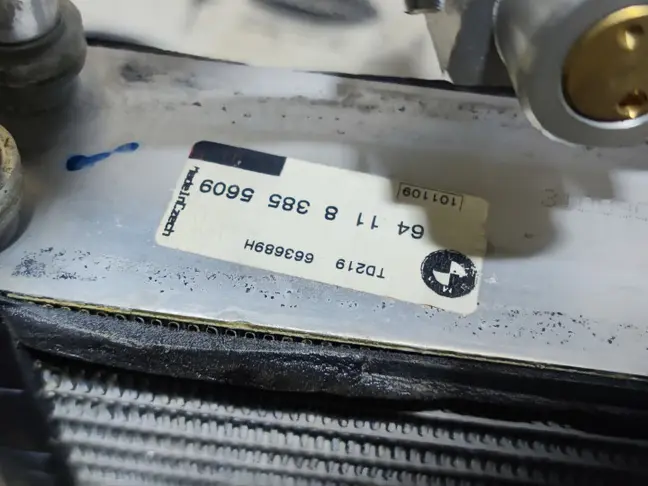 TD219 663689H
64 11 8 385 5609
101109
Made In Czech